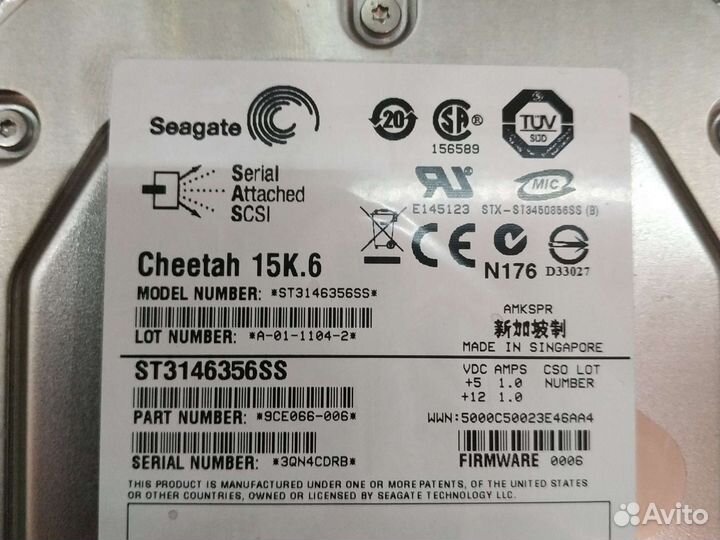 Seagate
20
SA®
156589
TÜV
SÜD
Serial
Attached
SCSI
E145123
MIC
STX-ST3450856SS (B)
CE
N176
D33027
Cheetah 15K.6
MODEL NUMBER: *ST3146356SS*
LOT NUMBER: *A-01-1104-2*
AMKSPR
新加坡制
MADE IN SINGAPORE
ST3146356SS
VDC AMPS CSO LOT
+5 1.0 NUMBER
+12 1.0
PART NUMBER: *9CE066-006*
WWN:5000C50023E46AA4
SERIAL NUMBER: *3QN4CDRB*
FIRMWARE 0006
THIS PRODUCT IS MANUFACTURED UNDER ONE OR MORE PATENTS, OF THE UNITED STATES
OR OTHER COUNTRIES, OWNED OR LICENSED BY SEAGATE TECHNOLOGY LLC.
Avito